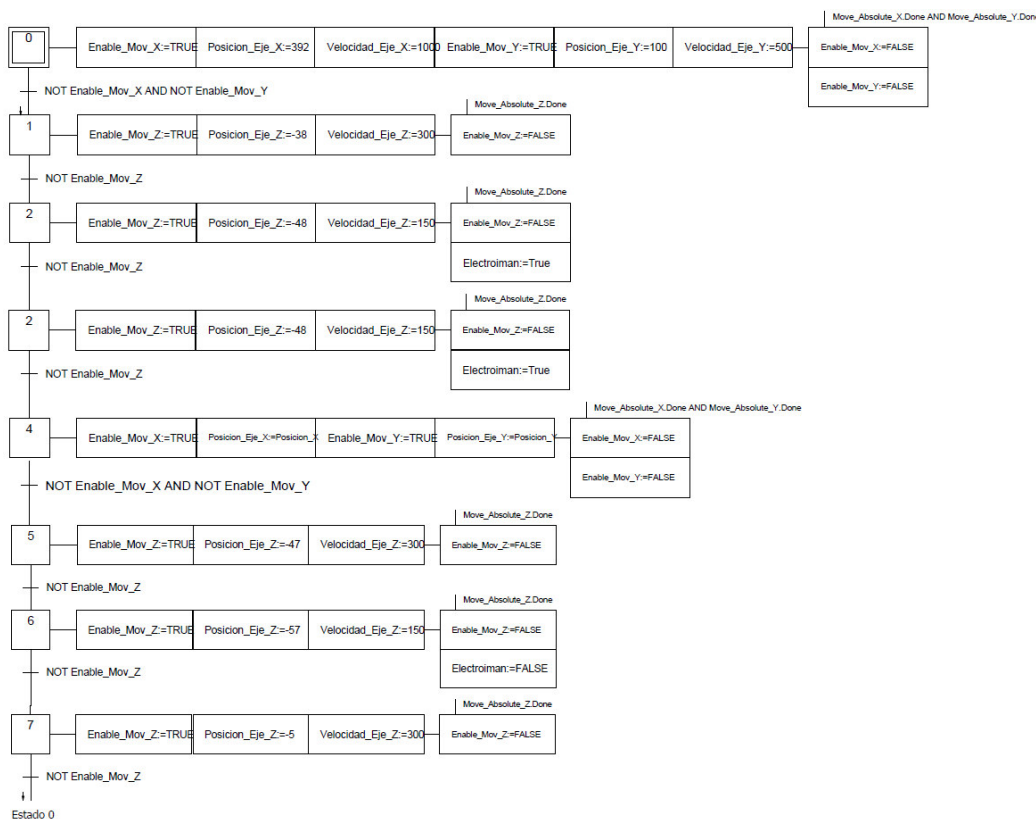 Move_Absolute_X.Done AND Move_Absolute_Y.Done
0 Enable_Mov_X:=TRUE Posicion_Eje_X:=392 Velocidad_Eje_X:=1000 Enable_Mov_Y:=TRUE Posicion_Eje_Y:=100 Velocidad_Eje_Y:=500 Enable_Mov_X:=FALSE
Enable_Mov_Y:=FALSE
NOT Enable_Mov_X AND NOT Enable_Mov_Y
Move_Absolute_Z.Done
1 Enable_Mov_Z:=TRUE Posicion_Eje_Z:=-38 Velocidad_Eje_Z:=300 Enable_Mov_Z:=FALSE
NOT Enable_Mov_Z
Move_Absolute_Z.Done
2 Enable_Mov_Z:=TRUE Posicion_Eje_Z:=-48 Velocidad_Eje_Z:=150 Enable_Mov_Z:=FALSE
Electroiman:=True
NOT Enable_Mov_Z
Move_Absolute_Z.Done
2 Enable_Mov_Z:=TRUE Posicion_Eje_Z:=-48 Velocidad_Eje_Z:=150 Enable_Mov_Z:=FALSE
Electroiman:=True
NOT Enable_Mov_Z
Move_Absolute_X.Done AND Move_Absolute_Y.Done
4 Enable_Mov_X:=TRUE Posicion_Eje_X:=Posicion_X Enable_Mov_Y:=TRUE Posicion_Eje_Y:=Posicion_Y Enable_Mov_X:=FALSE
Enable_Mov_Y:=FALSE
NOT Enable_Mov_X AND NOT Enable_Mov_Y
Move_Absolute_Z.Done
5 Enable_Mov_Z:=TRUE Posicion_Eje_Z:=-47 Velocidad_Eje_Z:=300 Enable_Mov_Z:=FALSE
NOT Enable_Mov_Z
Move_Absolute_Z.Done
6 Enable_Mov_Z:=TRUE Posicion_Eje_Z:=-57 Velocidad_Eje_Z:=150 Enable_Mov_Z:=FALSE
Electroiman:=FALSE
NOT Enable_Mov_Z
Move_Absolute_Z.Done
7 Enable_Mov_Z:=TRUE Posicion_Eje_Z:=-5 Velocidad_Eje_Z:=300 Enable_Mov_Z:=FALSE
NOT Enable_Mov_Z
Estado 0